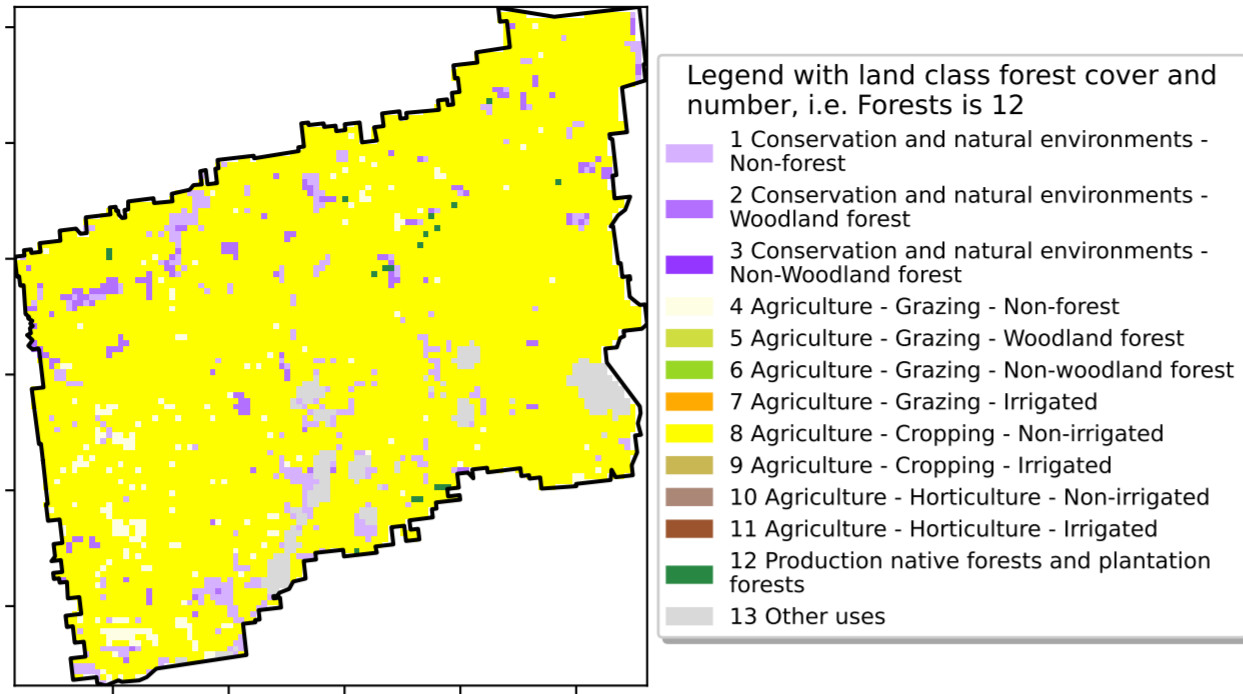 Legend with land class forest cover and
number, i.e. Forests is 12
1 Conservation and natural environments -
Non-forest
2 Conservation and natural environments -
Woodland forest
3 Conservation and natural environments -
Non-Woodland forest
4 Agriculture - Grazing - Non-forest
5 Agriculture - Grazing - Woodland forest
6 Agriculture - Grazing - Non-woodland forest
7 Agriculture - Grazing - Irrigated
8 Agriculture - Cropping - Non-irrigated
9 Agriculture - Cropping - Irrigated
10 Agriculture - Horticulture - Non-irrigated
11 Agriculture - Horticulture - Irrigated
12 Production native forests and plantation
forests
13 Other uses